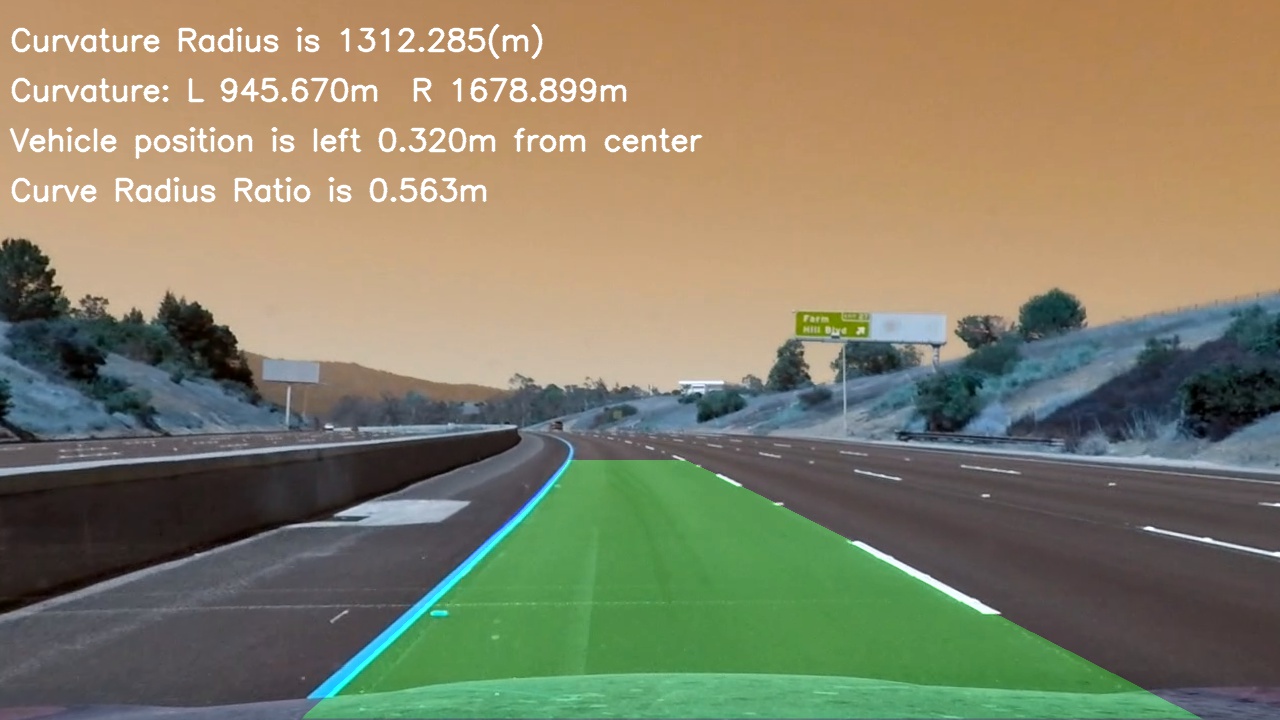 Curvature Radius is 1312.285(m)
Curvature: L 945.670m R 1678.899m
Vehicle position is left 0.320m from center
Curve Radius Ratio is 0.563m
Farm
Hill Blvd